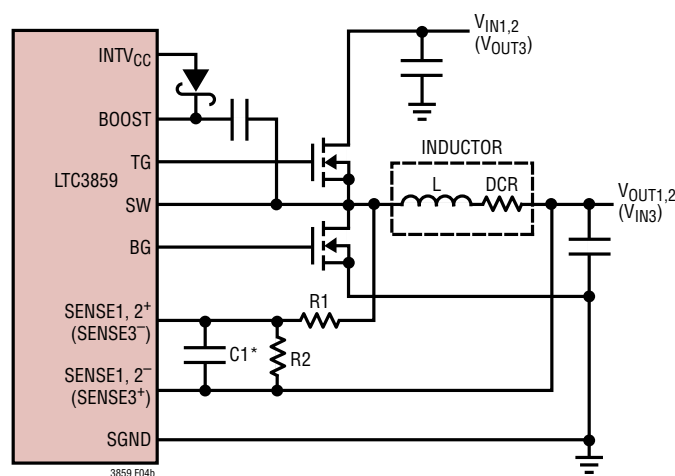 V_IN1,2
(V_OUT3)
INTV_CC
BOOST
INDUCTOR
TG
L
DCR
LTC3859
V_OUT1,2
(V_IN3)
SW
BG
R1
SENSE1, 2⁺
(SENSE3⁻)
C1*
R2
SENSE1, 2⁻
(SENSE3⁺)
SGND
3859 F04b